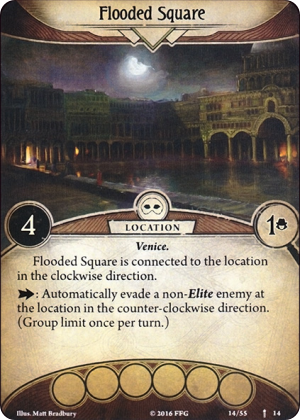 Flooded Square
4
LOCATION
1
Venice.
Flooded Square is connected to the location
in the clockwise direction.
: Automatically evade a non-Elite enemy at
the location in the counter-clockwise direction.
(Group limit once per turn.)
Illus. Matt Bradbury
© 2016 FFG
14/55
14